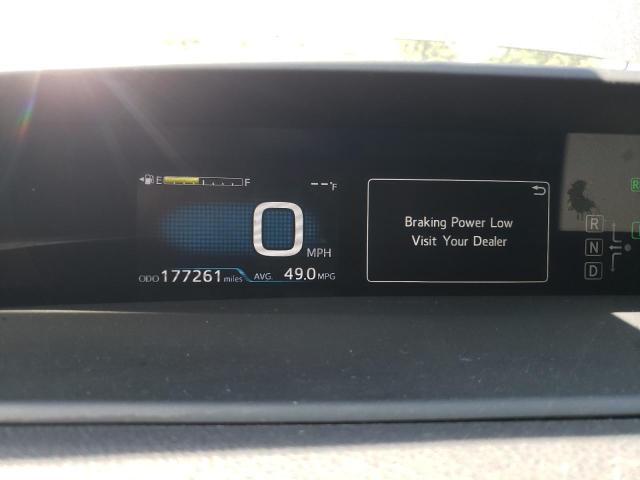 E F
--°F
0 MPH
ODO 177261 miles AVG. 49.0 MPG
Braking Power Low
Visit Your Dealer
R
R
N
D